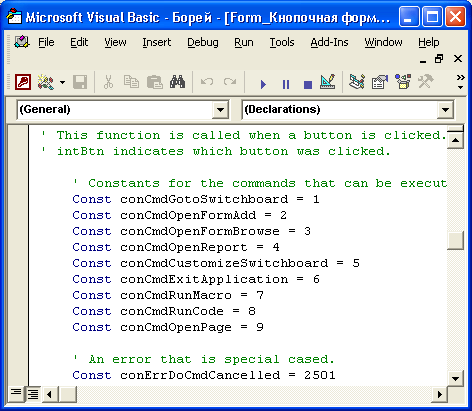 Microsoft Visual Basic - Борей - [Form_Кнопочная форм...
File Edit View Insert Debug Run Tools Add-Ins Window Help
(General) (Declarations)
' This function is called when a button is clicked.
' intBtn indicates which button was clicked.
' Constants for the commands that can be execut
Const conCmdGotoSwitchboard = 1
Const conCmdOpenFormAdd = 2
Const conCmdOpenFormBrowse = 3
Const conCmdOpenReport = 4
Const conCmdCustomizeSwitchboard = 5
Const conCmdExitApplication = 6
Const conCmdRunMacro = 7
Const conCmdRunCode = 8
Const conCmdOpenPage = 9
' An error that is special cased.
Const conErrDoCmdCancelled = 2501